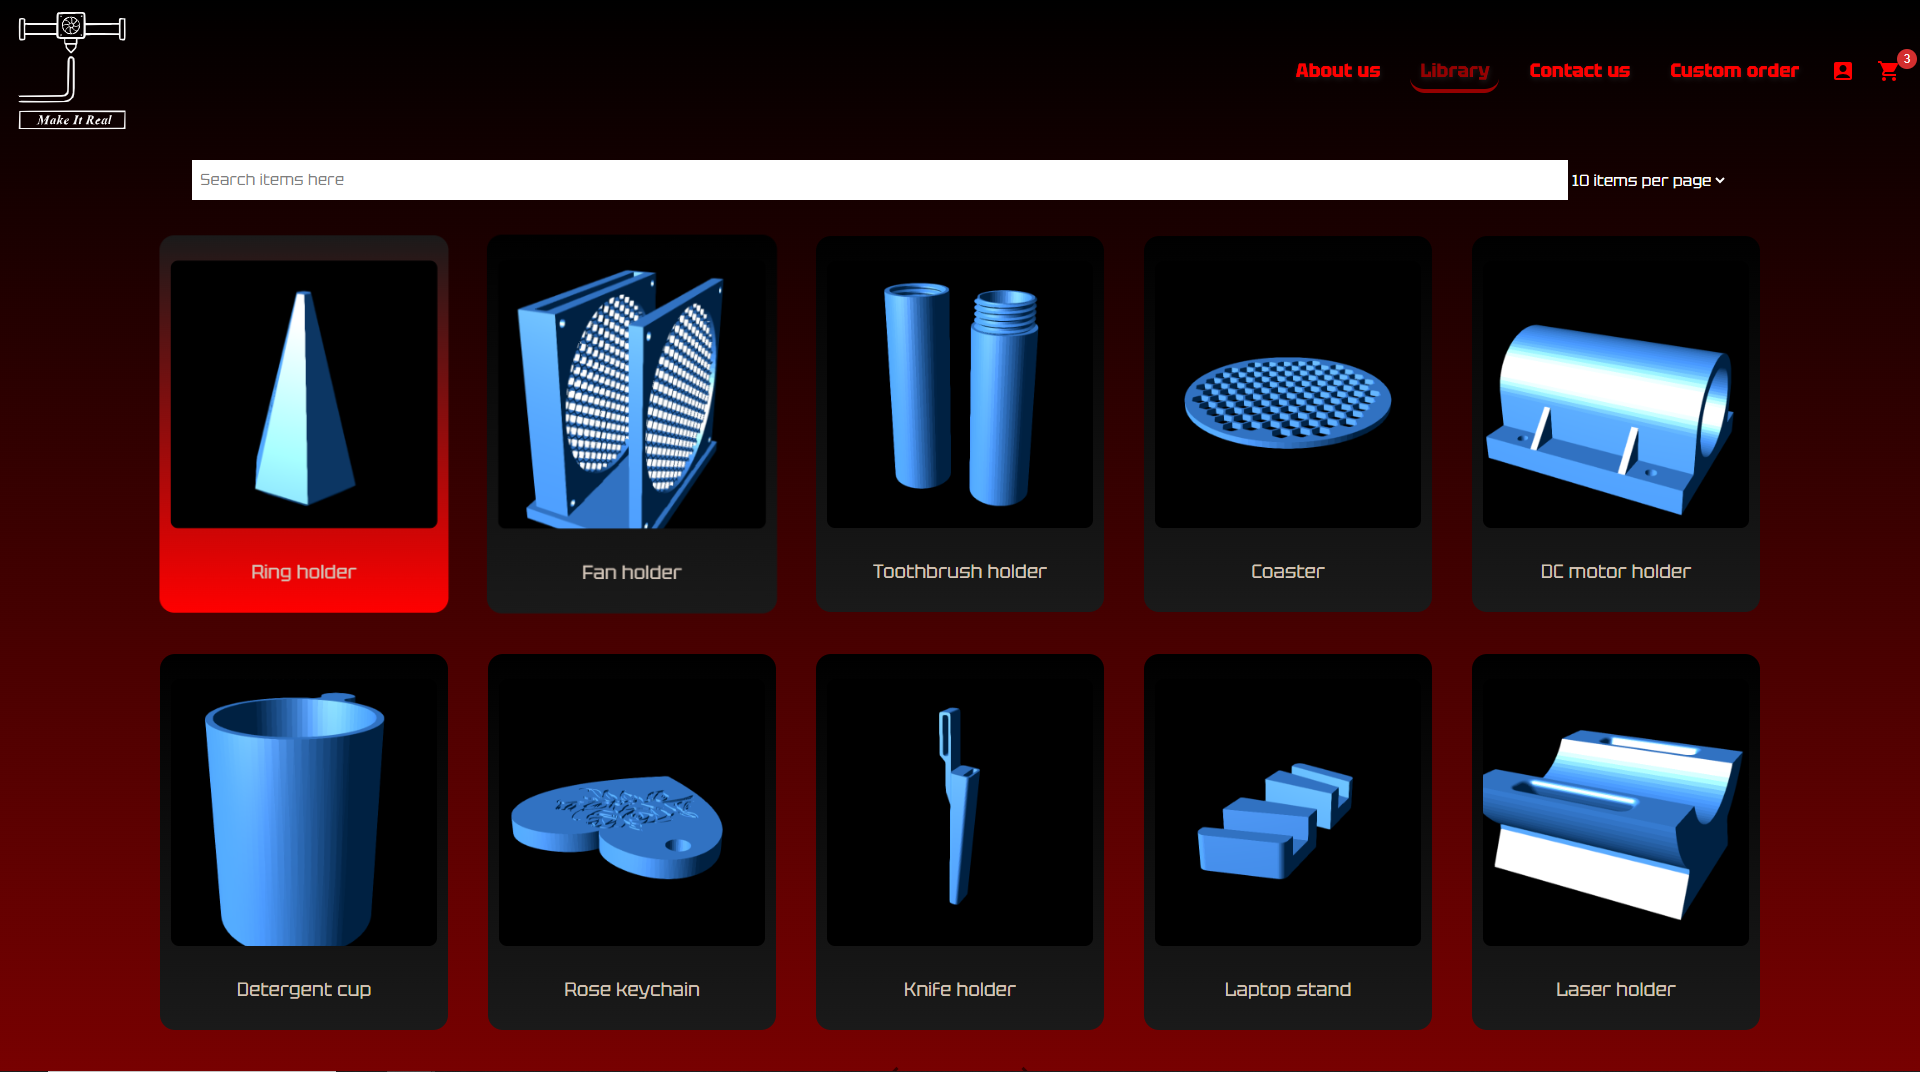 Make It Real
About us
Library
Contact us
Custom order
3
Search items here
10 items per page
Ring holder
Fan holder
Toothbrush holder
Coaster
DC motor holder
Detergent cup
Rose keychain
Knife holder
Laptop stand
Laser holder